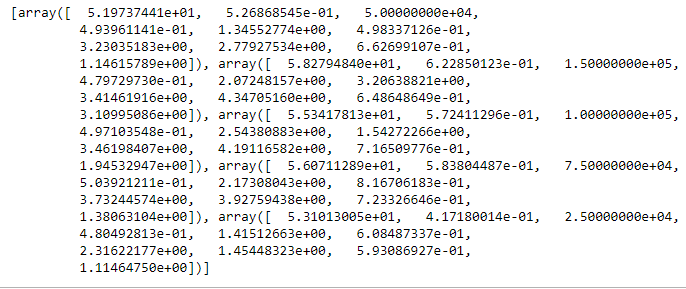 [array([  5.19737441e+01,   5.26868545e-01,   5.00000000e+04,
4.93961141e-01,   1.34552774e+00,   4.98337126e-01,
3.23035183e+00,   2.77927534e+00,   6.62699107e-01,
1.14615789e+00]), array([  5.82794840e+01,   6.22850123e-01,   1.50000000e+05,
4.79729730e-01,   2.07248157e+00,   3.20638821e+00,
3.41461916e+00,   4.34705160e+00,   6.48648649e-01,
3.10995086e+00]), array([  5.53417813e+01,   5.72411296e-01,   1.00000000e+05,
4.97103548e-01,   2.54380883e+00,   1.54272266e+00,
3.46198407e+00,   4.19116582e+00,   7.16509776e-01,
1.94532947e+00]), array([  5.60711289e+01,   5.83804487e-01,   7.50000000e+04,
5.03921211e-01,   2.17308043e+00,   8.16706183e-01,
3.73244574e+00,   3.92759438e+00,   7.23326646e-01,
1.38063104e+00]), array([  5.31013005e+01,   4.17180014e-01,   2.50000000e+04,
4.80492813e-01,   1.41512663e+00,   6.08487337e-01,
2.31622177e+00,   1.45448323e+00,   5.93086927e-01,
1.11464750e+00])]